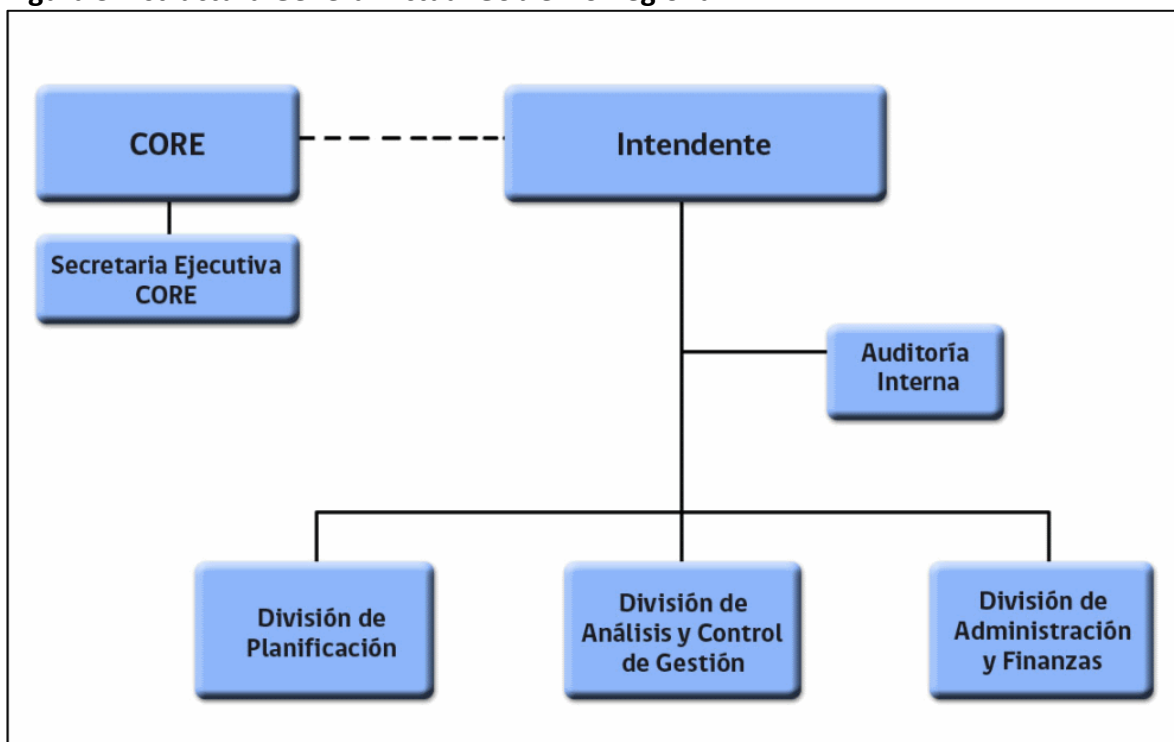 CORE
Intendente
Secretaria Ejecutiva
CORE
Auditoría
Interna
División de
Planificación
División de
Análisis y Control
de Gestión
División de
Administración
y Finanzas